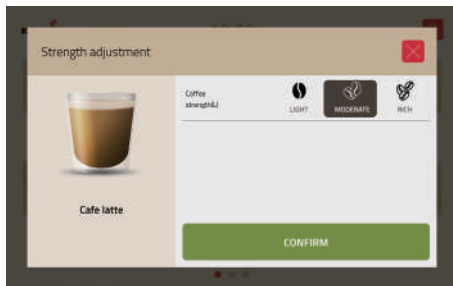 Strength adjustment
Coffee
strength&J
LIGHT
MODERATE
RICH
Cafe latte
CONFIRM